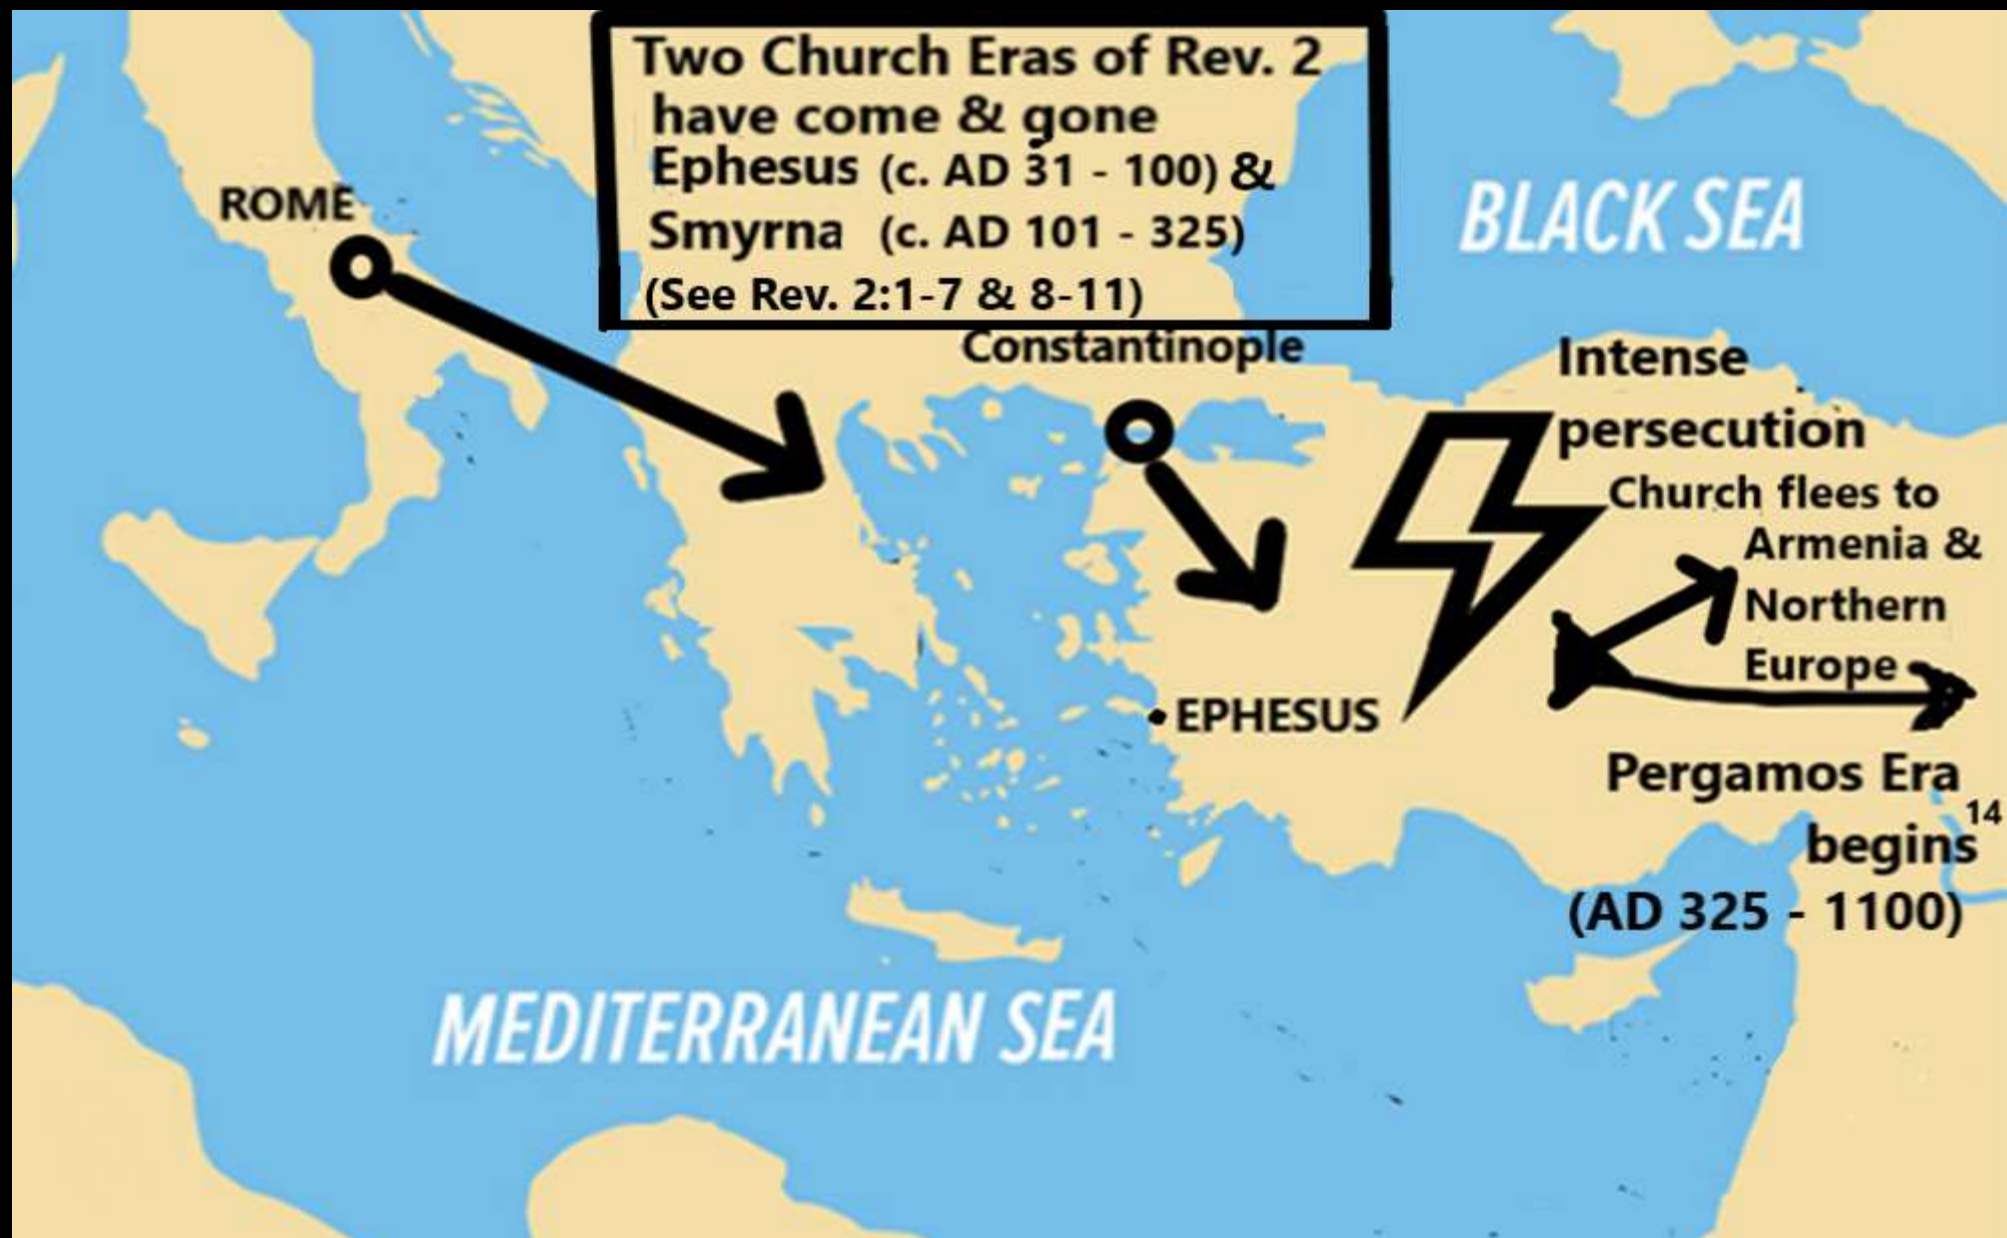 Two Church Eras of Rev. 2
have come & gone
Ephesus (c. AD 31 - 100) &
Smyrna (c. AD 101 - 325)
(See Rev. 2:1-7 & 8-11)
ROME
BLACK SEA
Constantinople
Intense
persecution
Church flees to
Armenia &
Northern
Europe
EPHESUS
Pergamos Era
begins
14
(AD 325 - 1100)
MEDITERRANEAN SEA